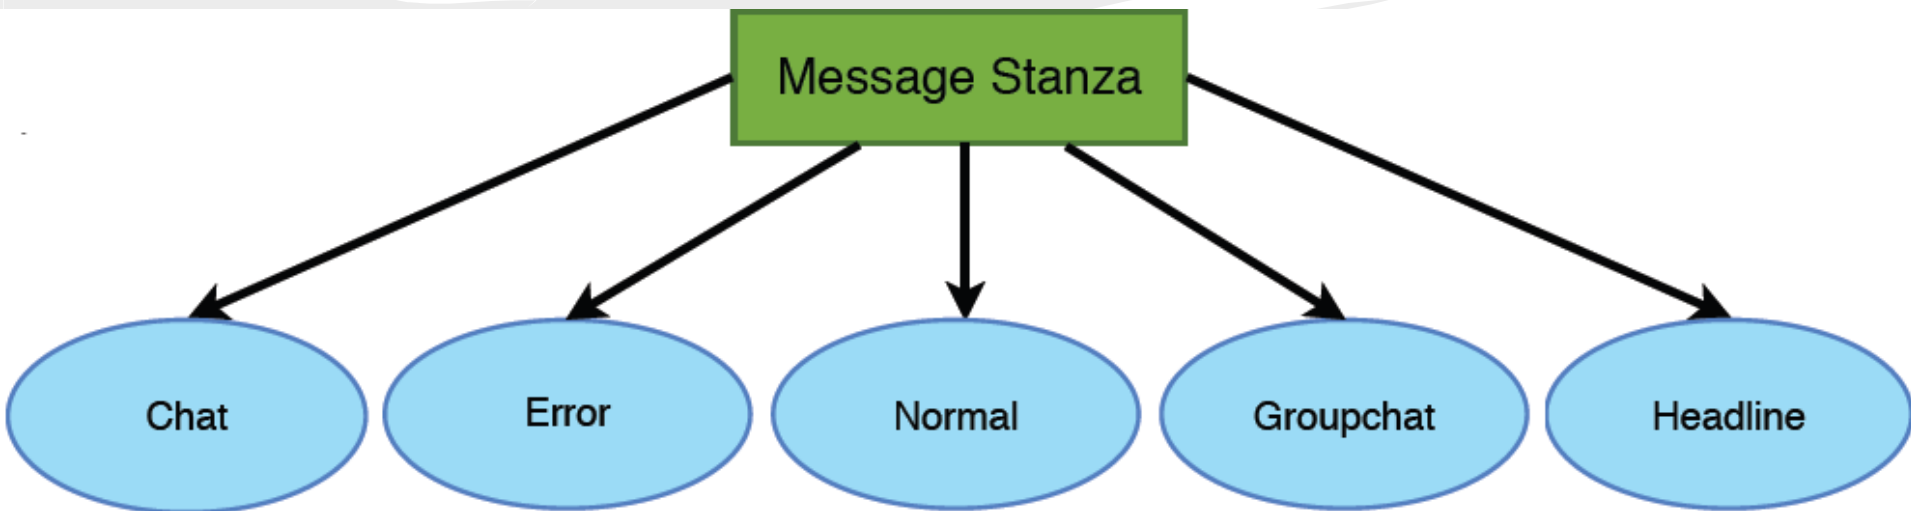 Message Stanza
Chat
Error
Normal
Groupchat
Headline